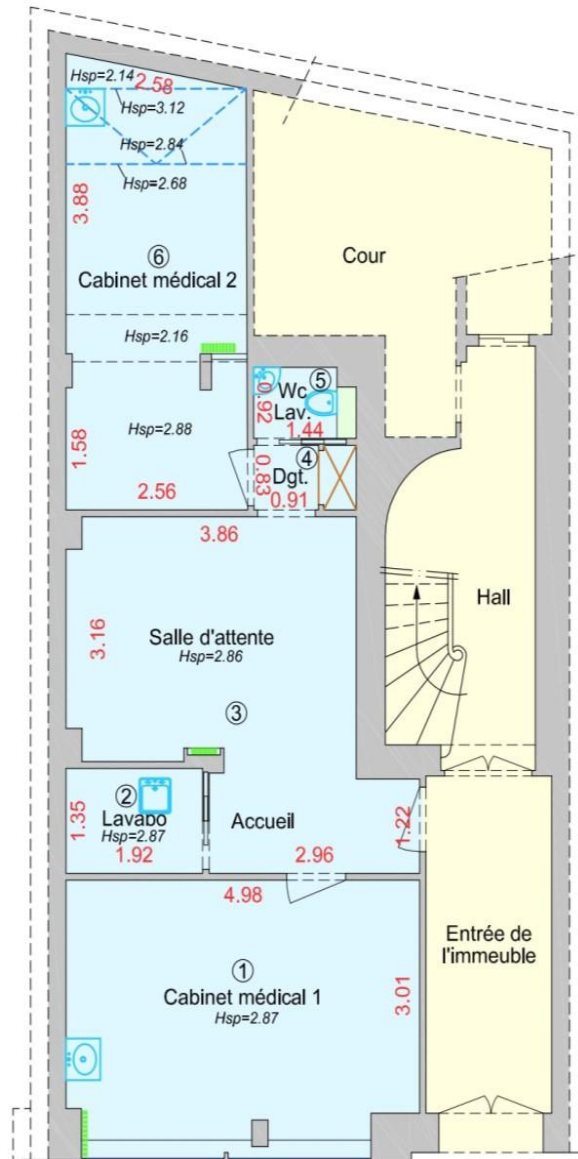 Hsp=2.14
2.58
Hsp=3.12
Hsp=2.84
Hsp=2.68
3.88
⑥
Cabinet médical 2
Cour
Hsp=2.16
Hsp=2.88
1.58
2.56
Wc ⑤
Lav.
0.92
1.44
④
Dgt.
0.83
0.91
3.86
3.16
Salle d'attente
Hsp=2.86
③
Hall
②
Lavabo
Hsp=2.87
1.35
1.92
Accueil
2.96
1.22
4.98
Entrée de
l'immeuble
①
Cabinet médical 1
Hsp=2.87
3.01